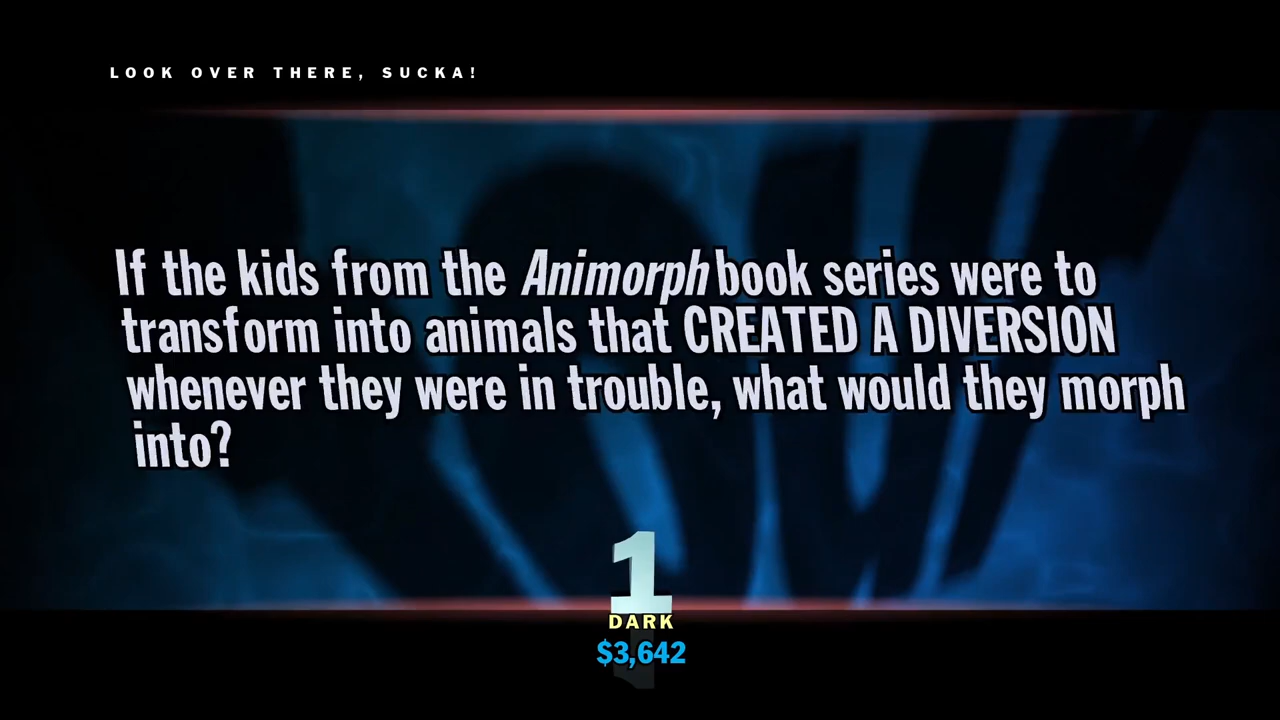 LOOK OVER THERE, SUCKA!
If the kids from the Animorph book series were to
transform into animals that CREATED A DIVERSION
whenever they were in trouble, what would they morph
into?
1
DARK
$3,642